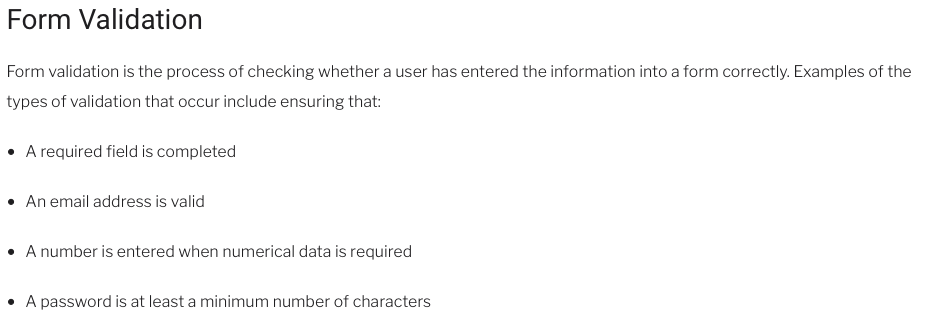 Form Validation
Form validation is the process of checking whether a user has entered the information into a form correctly. Examples of the
types of validation that occur include ensuring that:
• A required field is completed
• An email address is valid
• A number is entered when numerical data is required
• A password is at least a minimum number of characters